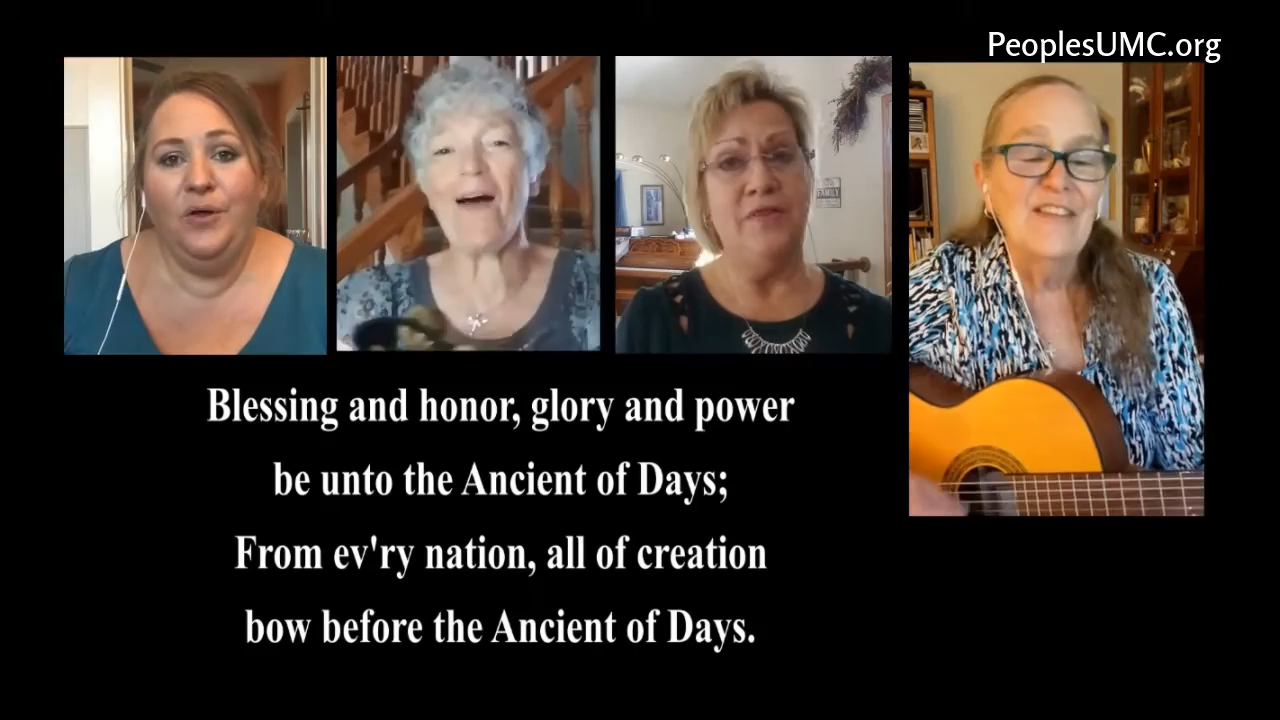 PeoplesUMC.org
FAMILY
Blessing and honor, glory and power
be unto the Ancient of Days;
From ev'ry nation, all of creation
bow before the Ancient of Days.